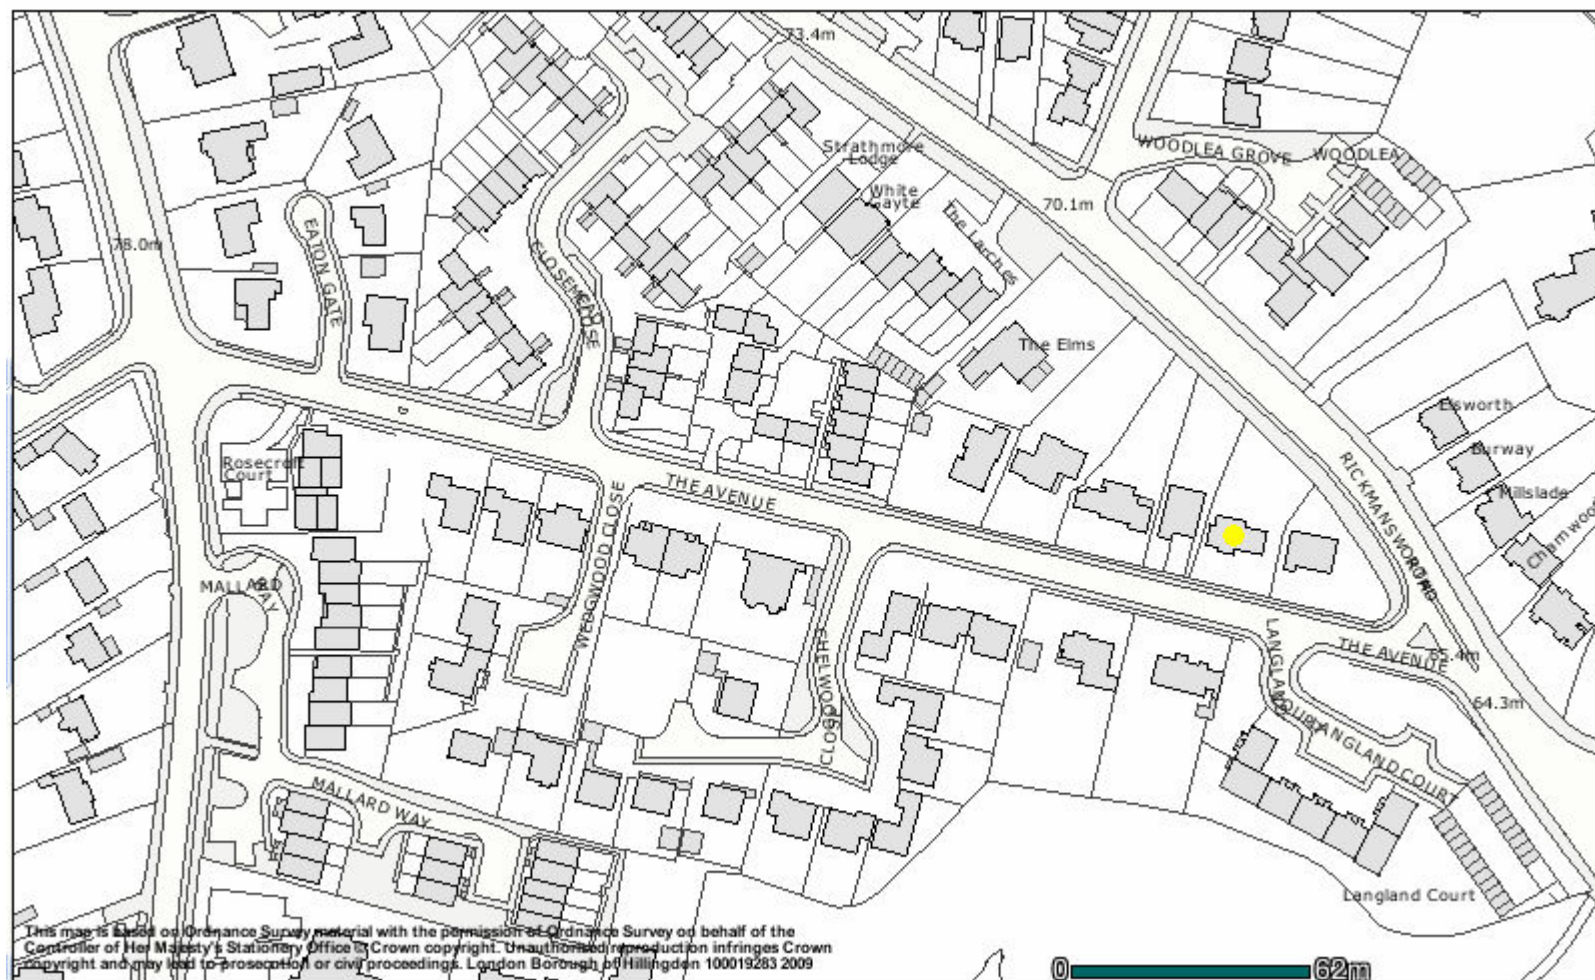 73.4m
WOODLEA GROVE
WOODLEA
Strathmore
Lodge
White
Gayte
The Larches
70.1m
78.0m
EATON GATE
CLOSE
The Elms
Elsworth
Burway
Millslade
Rosecroft
Court
THE AVENUE
WEDGWOOD CLOSE
RICKMANSWORTH
MALLARD
WAY
CHELWOOD
CLOSE
LANGLAND
THE AVENUE
65.4m
64.3m
LANGLAND COURT
MALLARD WAY
Langland Court
This map is based on Ordnance Survey material with the permission of Ordnance Survey on behalf of the
Controller of Her Majesty's Stationery Office © Crown copyright. Unauthorised reproduction infringes Crown
copyright and may lead to prosecution or civil proceedings. London Borough of Hillingdon 100019283 2009
0 62m